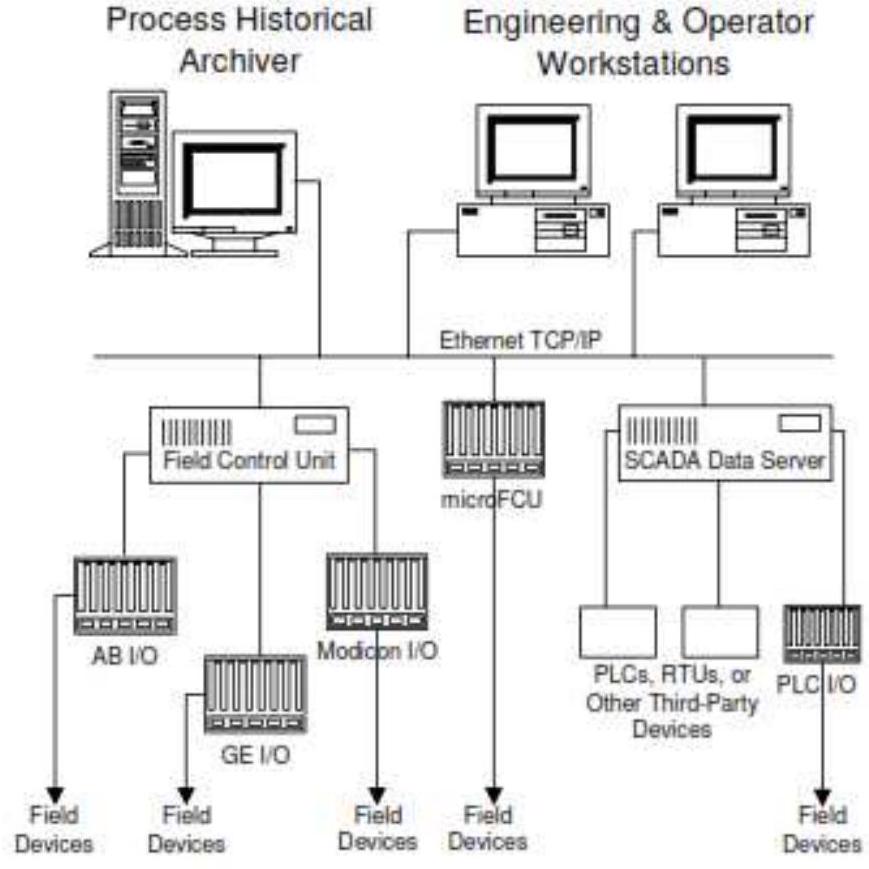 Process Historical
Archiver
Engineering & Operator
Workstations
Ethernet TCP/IP
Field Control Unit
microFCU
SCADA Data Server
AB I/O
Modicon I/O
GE I/O
PLCs, RTUs, or
Other Third-Party
Devices
PLC I/O
Field
Devices
Field
Devices
Field
Devices
Field
Devices
Field
Devices